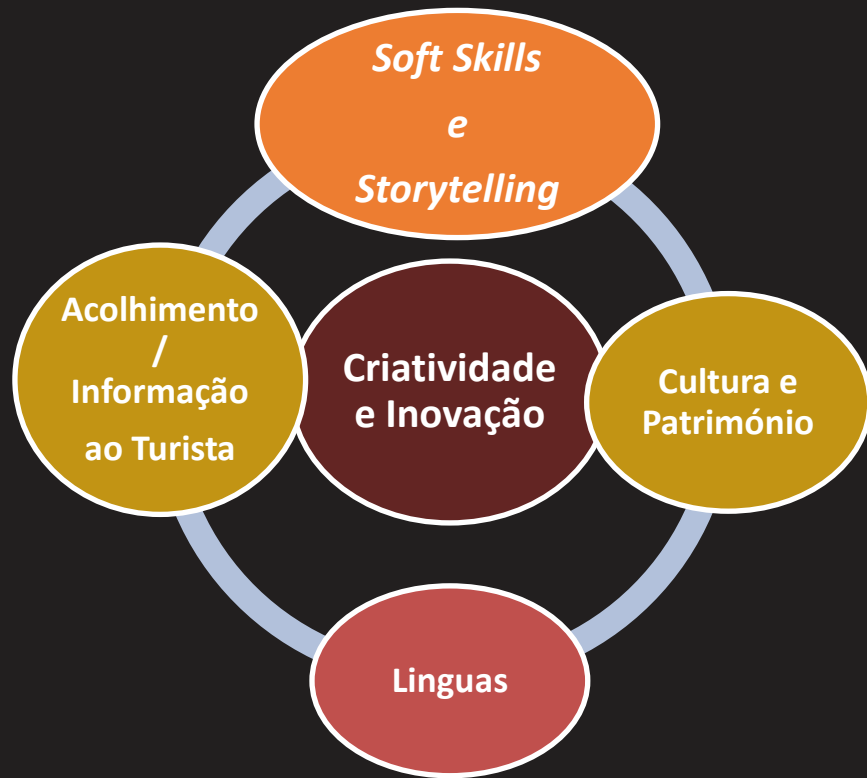 Soft Skills
e
Storytelling
Acolhimento
/
Informação
ao Turista
Criatividade
e Inovação
Cultura e
Património
Linguas